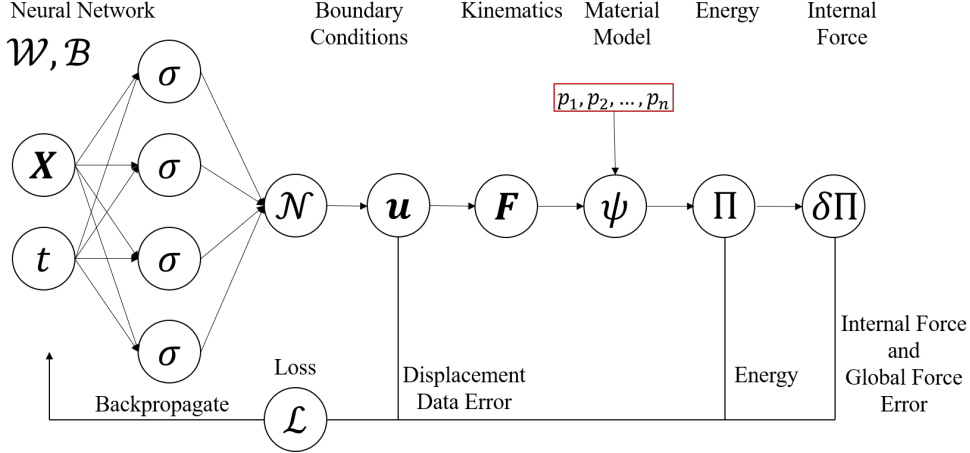 Neural Network
Boundary
Conditions
Kinematics
Material
Model
Energy
Internal
Force
𝒲, ℬ
σ
p₁, p₂, …, pₙ
X
σ
𝒩
u
F
ψ
Π
δΠ
t
σ
σ
Internal Force
and
Global Force
Error
Loss
Displacement
Data Error
Energy
Backpropagate
ℒ